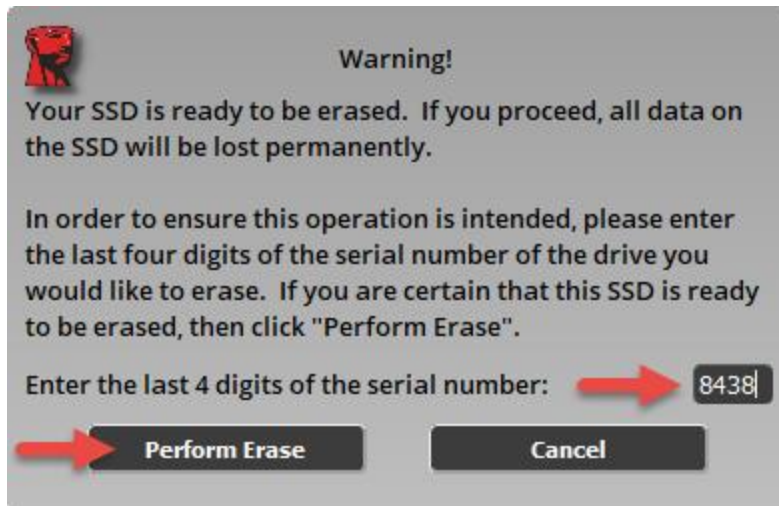 Warning!
Your SSD is ready to be erased. If you proceed, all data on
the SSD will be lost permanently.
In order to ensure this operation is intended, please enter
the last four digits of the serial number of the drive you
would like to erase. If you are certain that this SSD is ready
to be erased, then click "Perform Erase".
Enter the last 4 digits of the serial number: 8438
Perform Erase Cancel